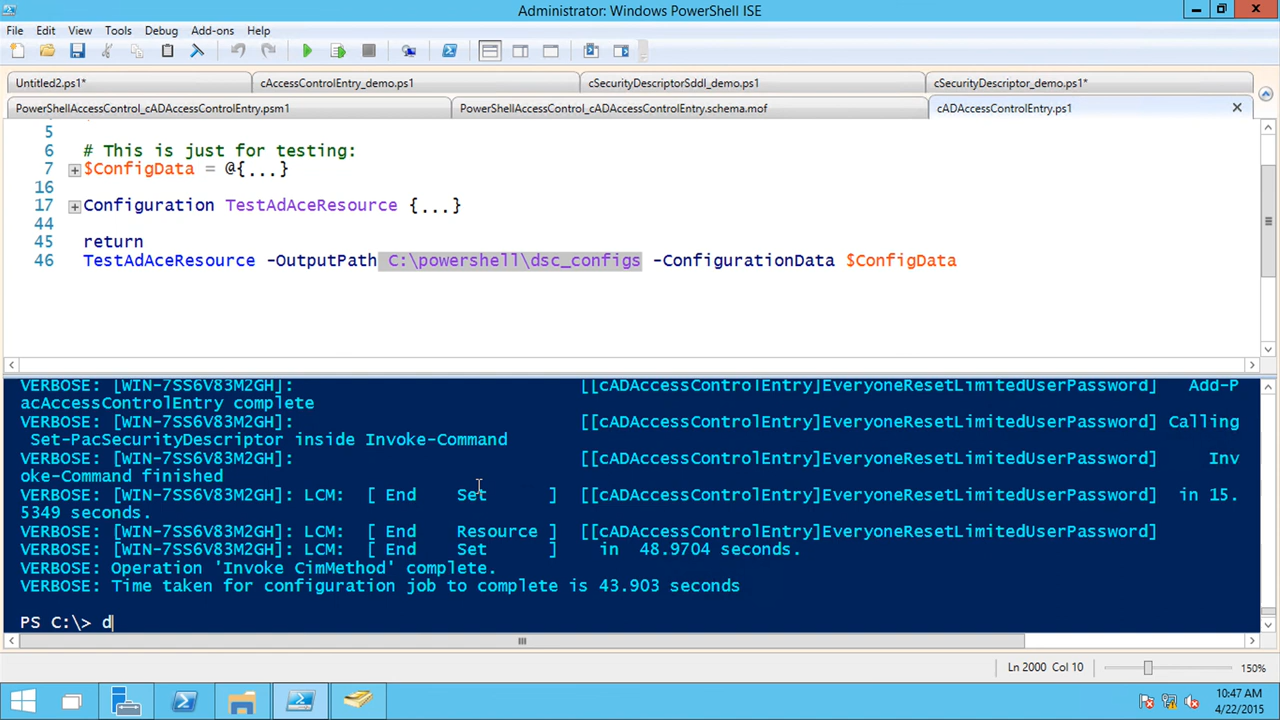 Administrator: Windows PowerShell ISE
File Edit View Tools Debug Add-ons Help
Untitled2.ps1* cAccessControlEntry_demo.ps1 cSecurityDescriptorSddl_demo.ps1 cSecurityDescriptor_demo.ps1*
PowerShellAccessControl_cADAccessControlEntry.psm1 PowerShellAccessControl_cADAccessControlEntry.schema.mof cADAccessControlEntry.ps1
5
6 # This is just for testing:
7 $ConfigData = @{...}
16
17 Configuration TestAdAceResource {...}
44
45 return
46 TestAdAceResource -OutputPath C:\powershell\dsc_configs -ConfigurationData $ConfigData
VERBOSE: [WIN-7SS6V83M2GH]: [[cADAccessControlEntry]EveryoneResetLimitedUserPassword] Add-P
acAccessControlEntry complete
VERBOSE: [WIN-7SS6V83M2GH]: [[cADAccessControlEntry]EveryoneResetLimitedUserPassword] Calling
Set-PacSecurityDescriptor inside Invoke-Command
VERBOSE: [WIN-7SS6V83M2GH]: [[cADAccessControlEntry]EveryoneResetLimitedUserPassword] Inv
oke-Command finished
VERBOSE: [WIN-7SS6V83M2GH]: LCM: [ End Set ] [[cADAccessControlEntry]EveryoneResetLimitedUserPassword] in 15.
5349 seconds.
VERBOSE: [WIN-7SS6V83M2GH]: LCM: [ End Resource ] [[cADAccessControlEntry]EveryoneResetLimitedUserPassword]
VERBOSE: [WIN-7SS6V83M2GH]: LCM: [ End Set ] in 48.9704 seconds.
VERBOSE: Operation 'Invoke CimMethod' complete.
VERBOSE: Time taken for configuration job to complete is 43.903 seconds
PS C:\> d
Ln 2000 Col 10 150%
10:47 AM
4/22/2015